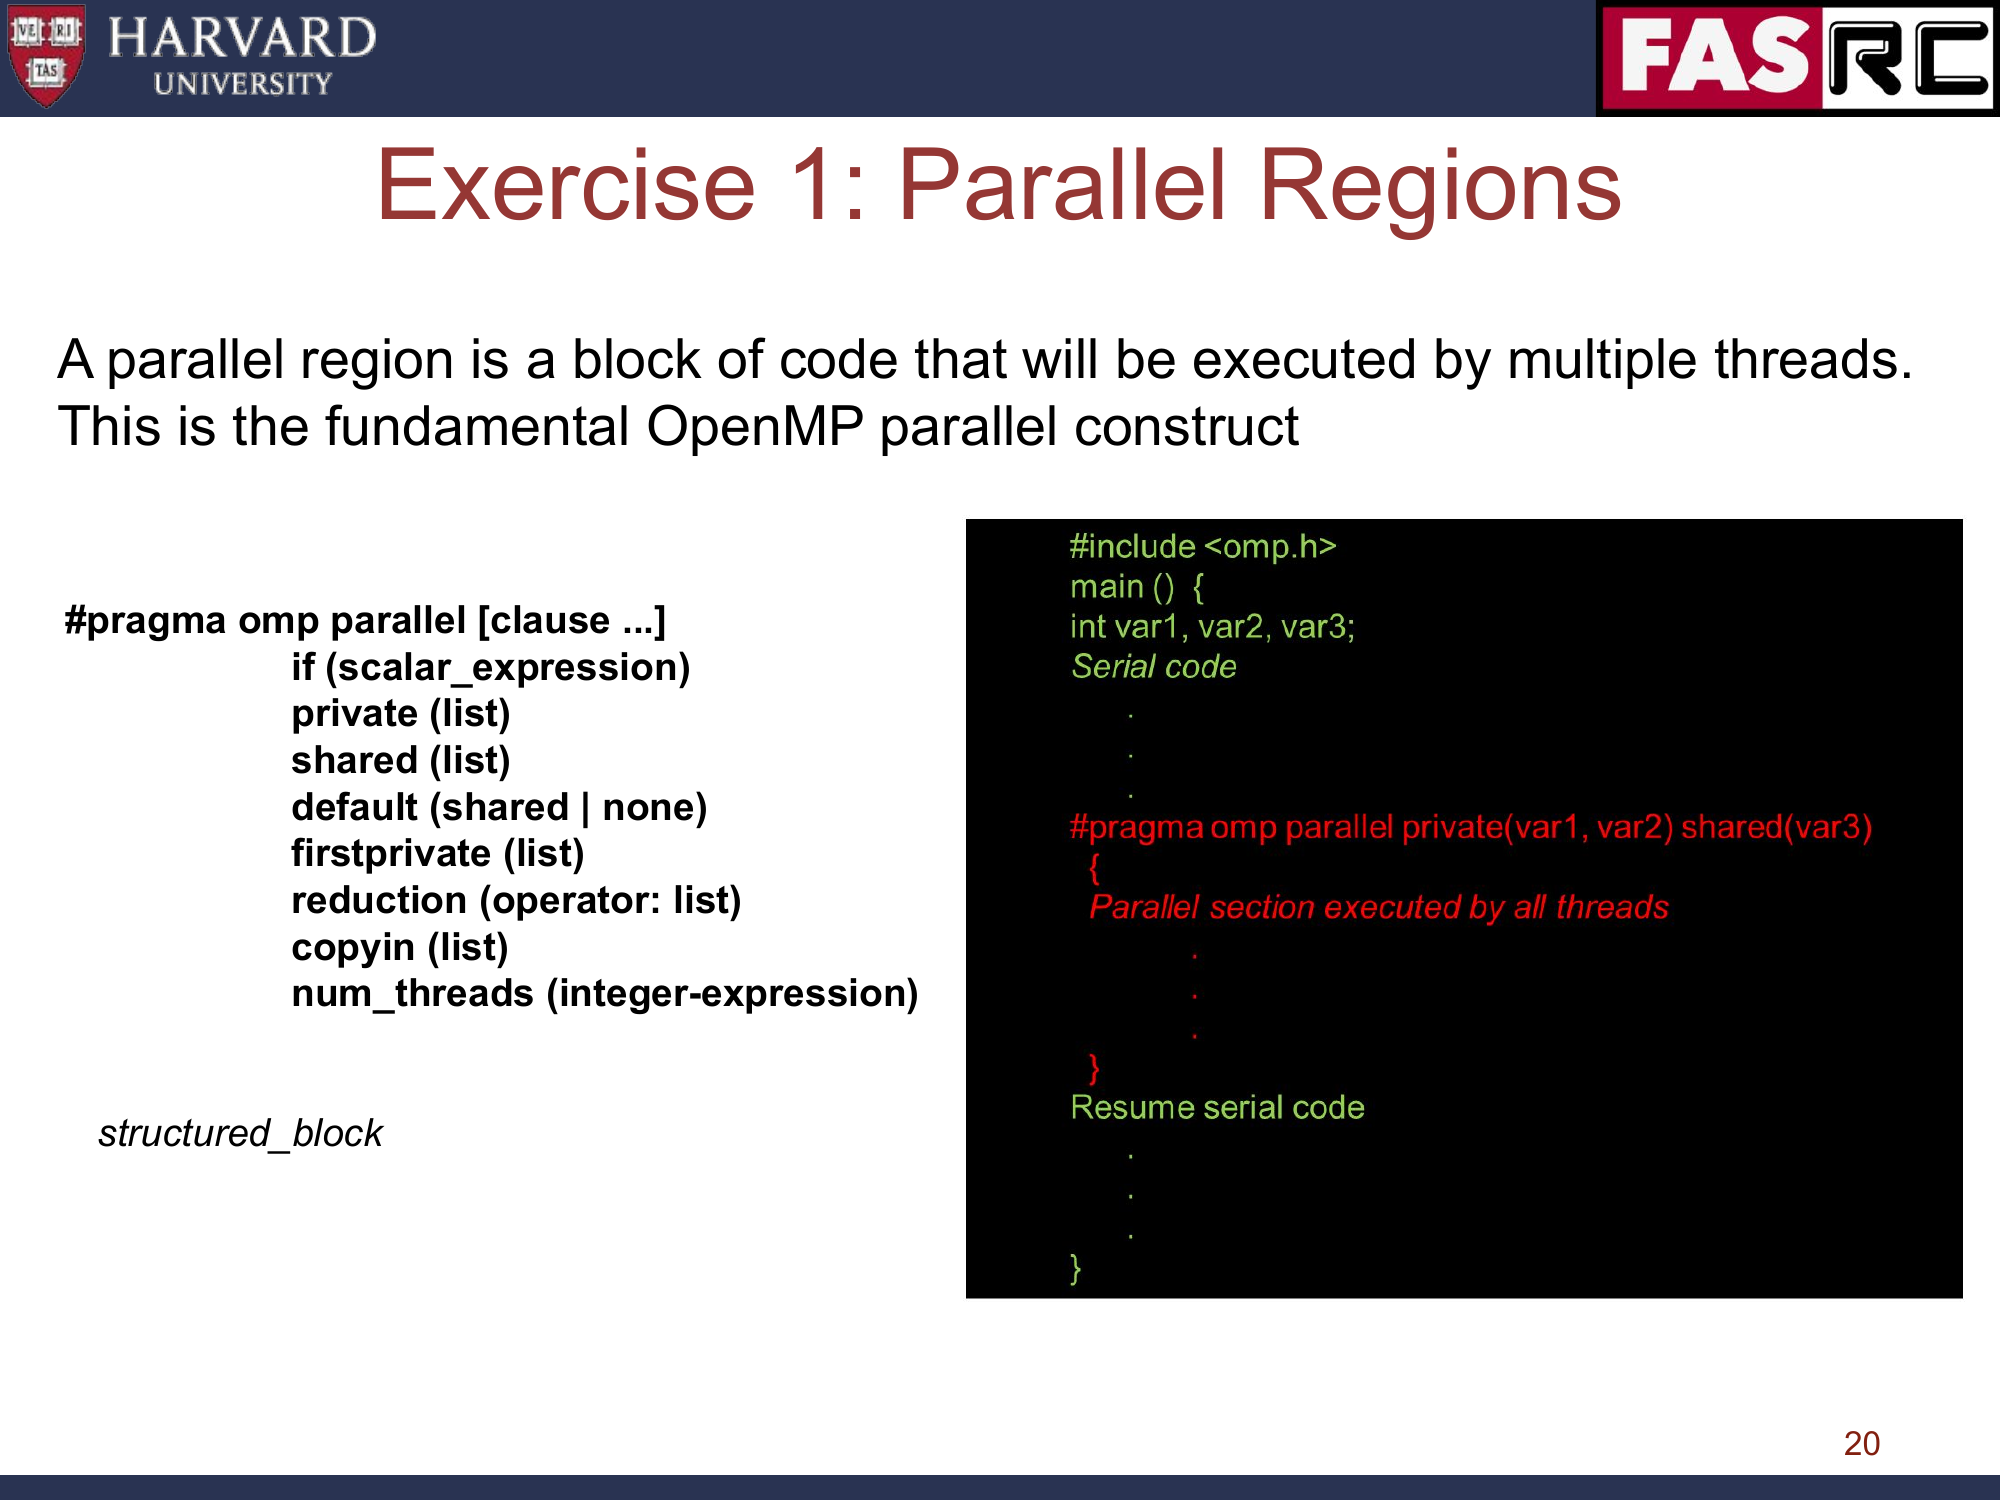 VE RI
TAS
HARVARD
UNIVERSITY
FAS RC
Exercise 1: Parallel Regions
A parallel region is a block of code that will be executed by multiple threads.
This is the fundamental OpenMP parallel construct
#pragma omp parallel [clause ...]
if (scalar_expression)
private (list)
shared (list)
default (shared | none)
firstprivate (list)
reduction (operator: list)
copyin (list)
num_threads (integer-expression)
structured_block
#include <omp.h>
main () {
int var1, var2, var3;
Serial code
.
.
.
#pragma omp parallel private(var1, var2) shared(var3)
{
Parallel section executed by all threads
.
.
.
}
Resume serial code
.
.
.
}
20